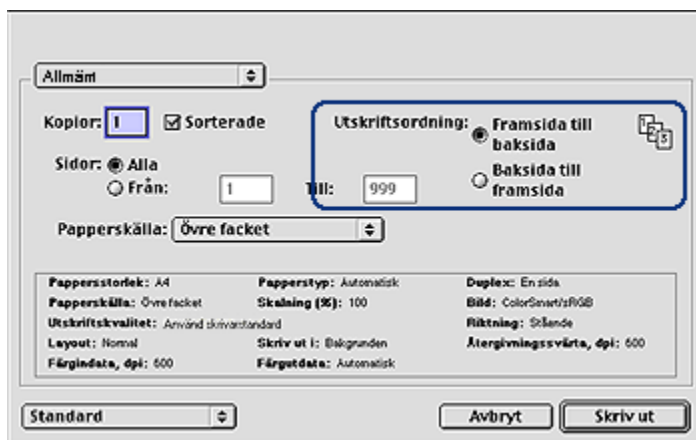 Allmänt
Kopior: 1 Sorterade Utskriftsordning: Framsida till baksida
1 2 3
Sidor: Alla
Från: 1 Till: 999 Baksida till framsida
Papperskälla: Övre facket
Pappersstorlek: A4 Papperstyp: Automatisk Duplex: En sida
Papperskälla: Övre facket Skalning (%): 100 Bild: ColorSmart/sRGB
Utskriftskvalitet: Använd skrivarstandard Riktning: Stående
Layout: Normal Skriv ut i: Bakgrunden Återgivningssvärta, dpi: 600
Färgindata, dpi: 600 Färgutdata: Automatisk
Standard Avbryt Skriv ut